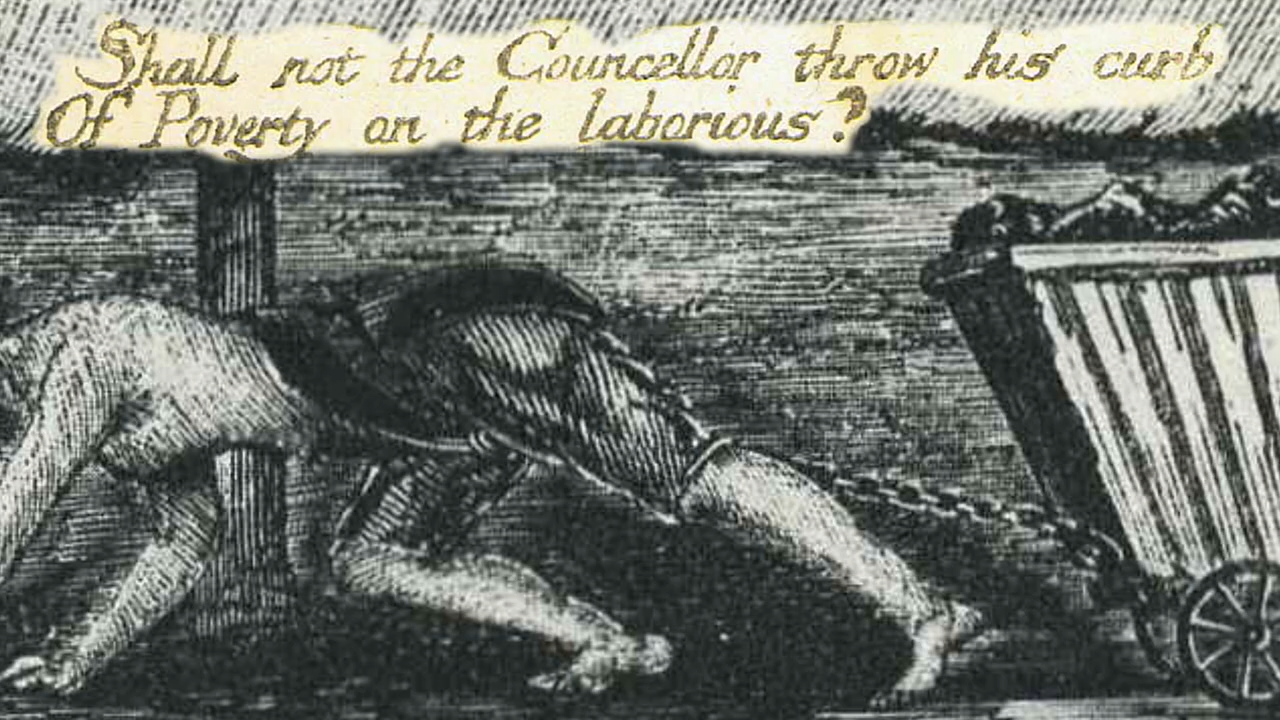 Shall not the Councellor throw his curb
Of Poverty on the laborious?